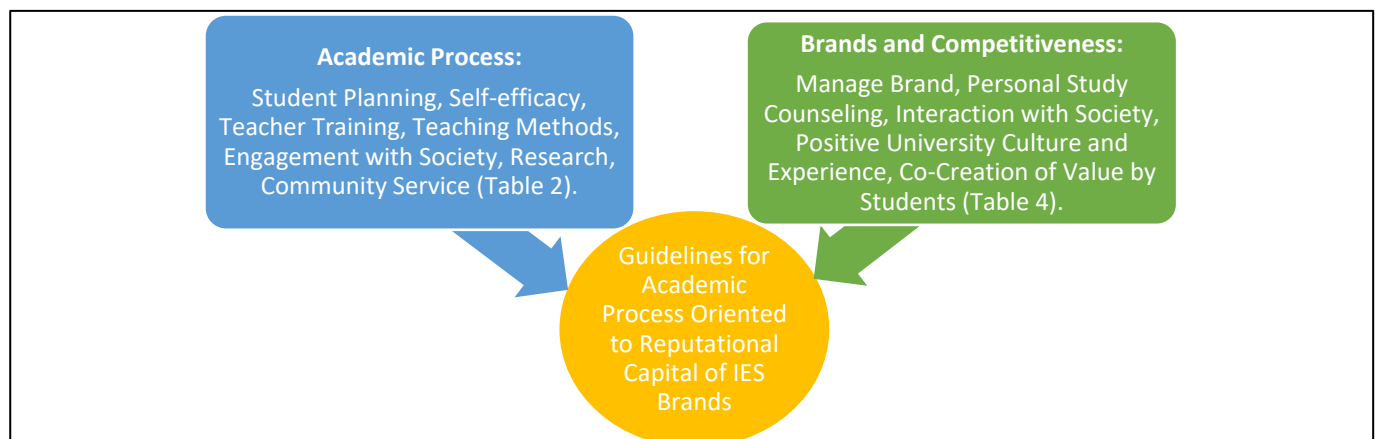 Academic Process:
Student Planning, Self-efficacy,
Teacher Training, Teaching Methods,
Engagement with Society, Research,
Community Service (Table 2).
Brands and Competitiveness:
Manage Brand, Personal Study
Counseling, Interaction with Society,
Positive University Culture and
Experience, Co-Creation of Value by
Students (Table 4).
Guidelines for
Academic
Process Oriented
to Reputational
Capital of IES
Brands